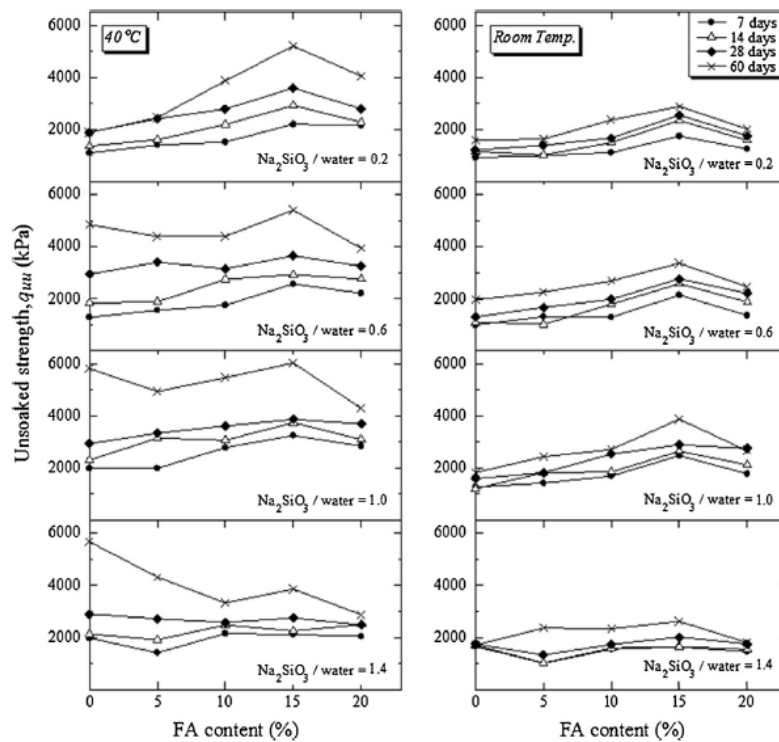 40°C
Room Temp.
7 days
14 days
28 days
60 days
6000
4000
2000
Na2SiO3 / water = 0.2
Na2SiO3 / water = 0.2
6000
4000
2000
Na2SiO3 / water = 0.6
Na2SiO3 / water = 0.6
6000
4000
2000
Na2SiO3 / water = 1.0
Na2SiO3 / water = 1.0
6000
4000
2000
Na2SiO3 / water = 1.4
Na2SiO3 / water = 1.4
0 5 10 15 20
0 5 10 15 20
FA content (%)
FA content (%)
Unsoaked strength, quu (kPa)